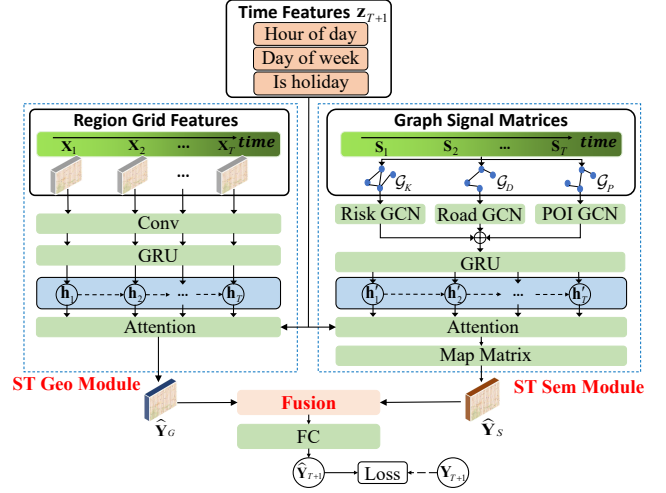 Time Features z_{T+1}
Hour of day
Day of week
Is holiday
Region Grid Features
X_1 X_2 ... X_T time
...
Conv
GRU
h_1 h_2 ... h_T
Attention
ST Geo Module
Graph Signal Matrices
time
S_1 S_2 ... S_T
G_K G_D G_P
Risk GCN Road GCN POI GCN
GRU
h'_1 h'_2 ... h'_T
Attention
Map Matrix
ST Sem Module
Ŷ_G
Fusion
Ŷ_S
FC
Ŷ_{T+1} Loss Y_{T+1}